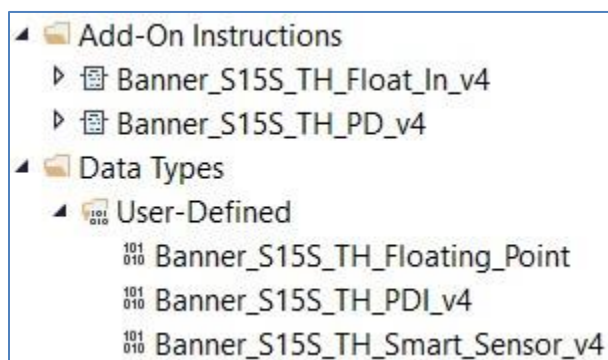 Add-On Instructions
Banner_S15S_TH_Float_In_v4
Banner_S15S_TH_PD_v4
Data Types
User-Defined
Banner_S15S_TH_Floating_Point
Banner_S15S_TH_PDI_v4
Banner_S15S_TH_Smart_Sensor_v4